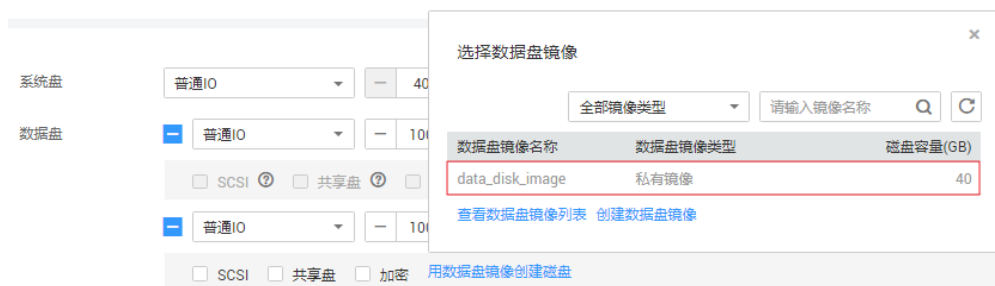 选择数据盘镜像
系统盘 普通IO 40
全部镜像类型 请输入镜像名称
数据盘 普通IO 100
数据盘镜像名称 数据盘镜像类型 磁盘容量(GB)
SCSI 共享盘
data_disk_image 私有镜像 40
查看数据盘镜像列表 创建数据盘镜像
普通IO 100
SCSI 共享盘 加密 用数据盘镜像创建磁盘